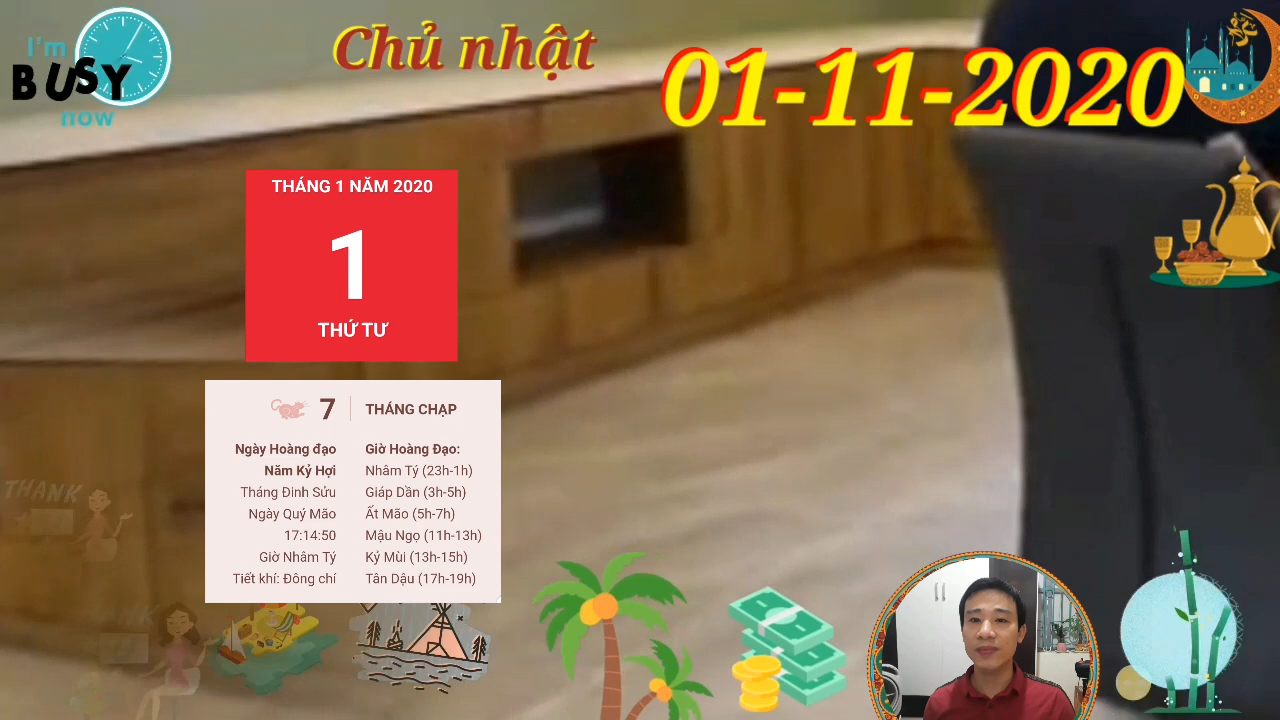 I'm
BUSY
now
Chủ nhật
01-11-2020
THÁNG 1 NĂM 2020
1
THỨ TƯ
7
THÁNG CHẠP
Ngày Hoàng đạo
Năm Kỷ Hợi
Tháng Đinh Sửu
Ngày Quý Mão
17:14:50
Giờ Nhâm Tý
Tiết khí: Đông chí
Giờ Hoàng Đạo:
Nhâm Tý (23h-1h)
Giáp Dần (3h-5h)
Ất Mão (5h-7h)
Mậu Ngọ (11h-13h)
Kỷ Mùi (13h-15h)
Tân Dậu (17h-19h)
THANK